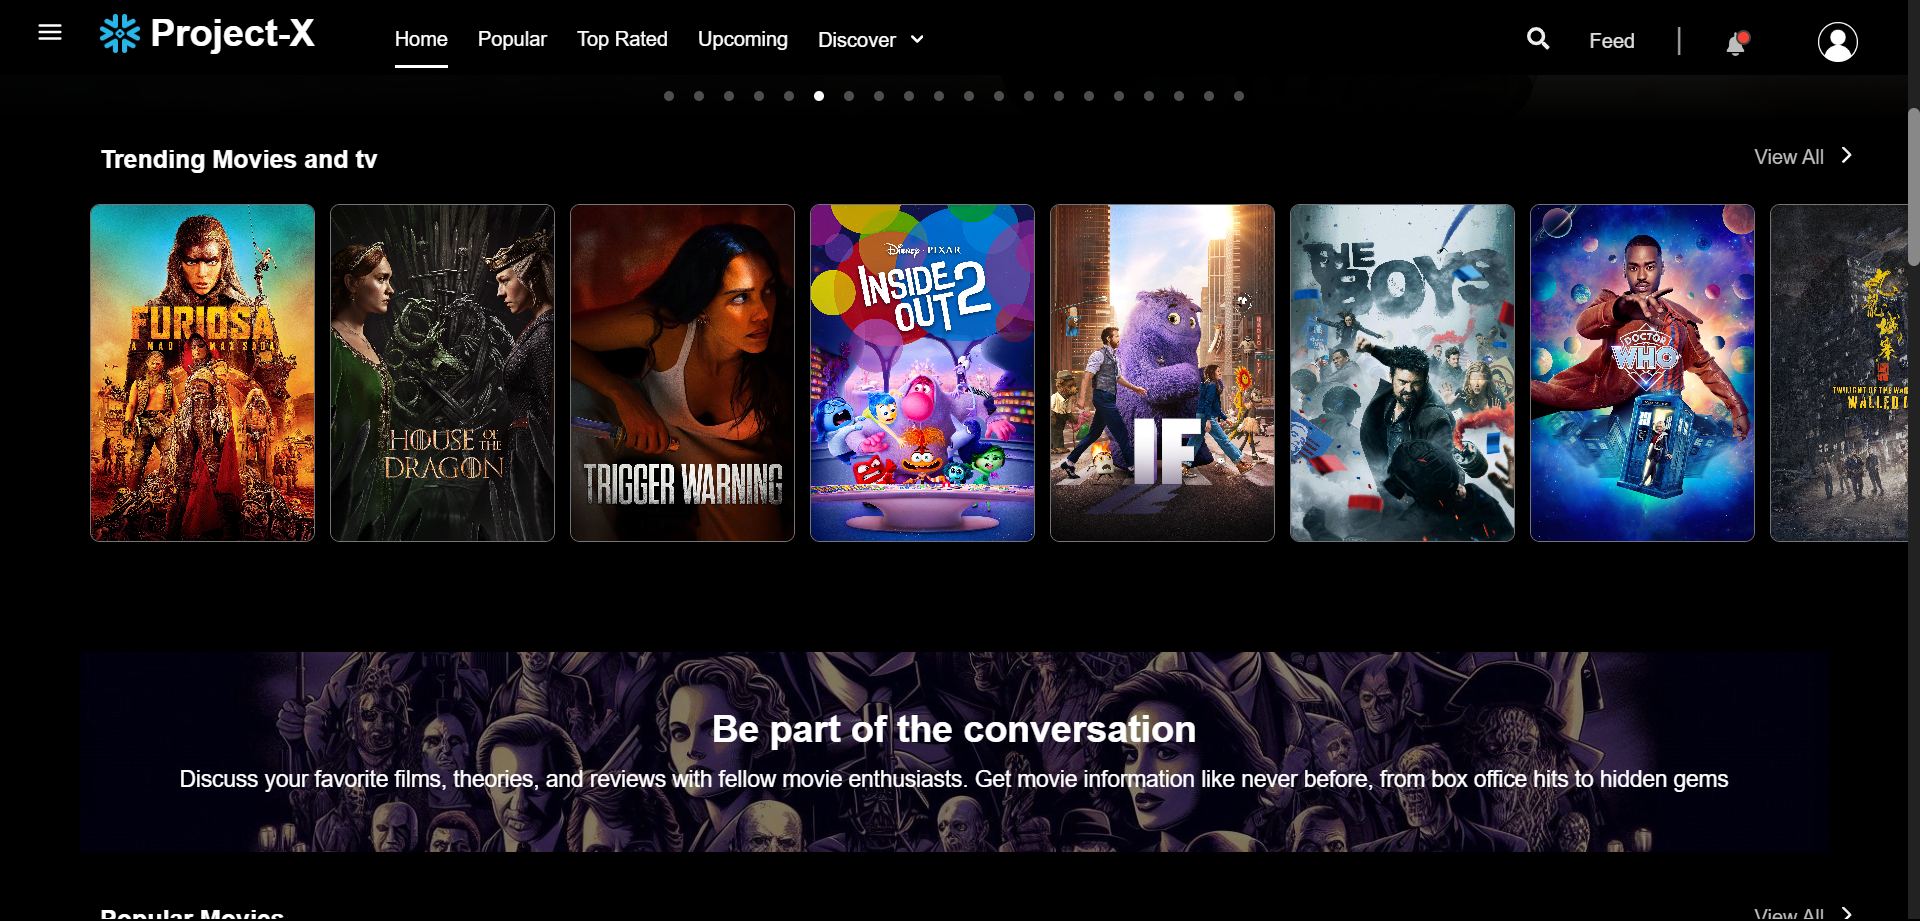 Project-X
Home
Popular
Top Rated
Upcoming
Discover
Feed
Trending Movies and tv
View All
FURIOSA
A MAD MAX SAGA
HOUSE OF THE
DRAGON
TRIGGER WARNING
Disney · PIXAR
INSIDE
OUT 2
IF
THE
BOYS
DOCTOR
WHO
TWILIGHT OF THE
WALLED
Be part of the conversation
Discuss your favorite films, theories, and reviews with fellow movie enthusiasts. Get movie information like never before, from box office hits to hidden gems
Popular Movies
View All